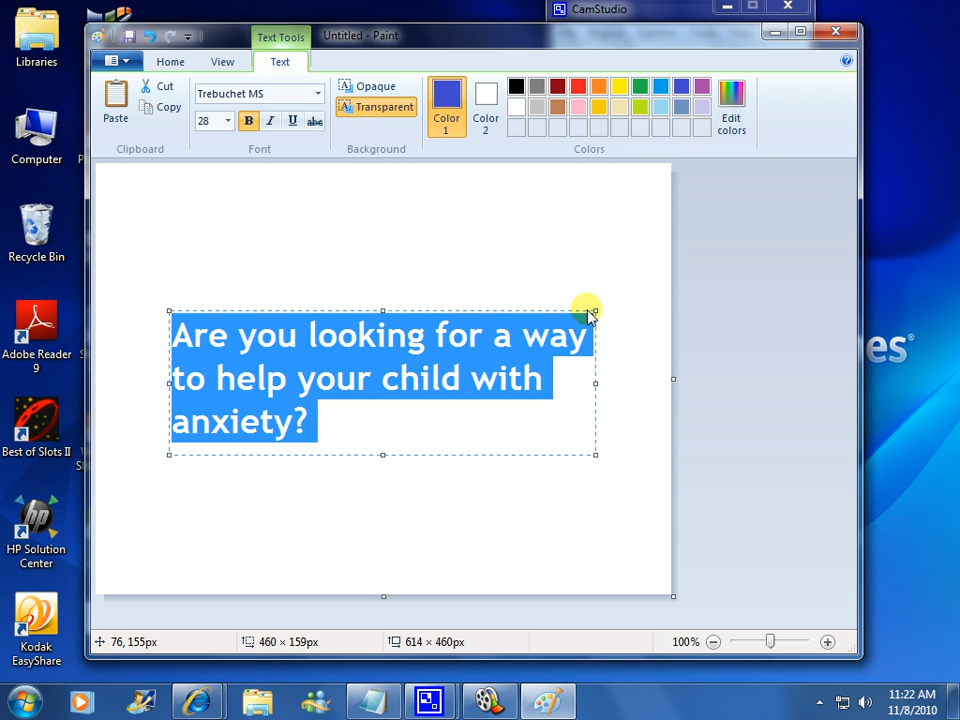 CamStudio
Text Tools
Untitled - Paint
Home
View
Text
Paste
Cut
Copy
Clipboard
Trebuchet MS
28
B
I
U
abc
Font
Opaque
Transparent
Background
Color
1
Color
2
Edit
colors
Colors
Are you looking for a way
to help your child with
anxiety?
76, 155px
460 × 159px
614 × 460px
100%
Libraries
Computer
Recycle Bin
Adobe Reader
9
Best of Slots II
HP Solution
Center
Kodak
EasyShare
hp
es®
11:22 AM
11/8/2010